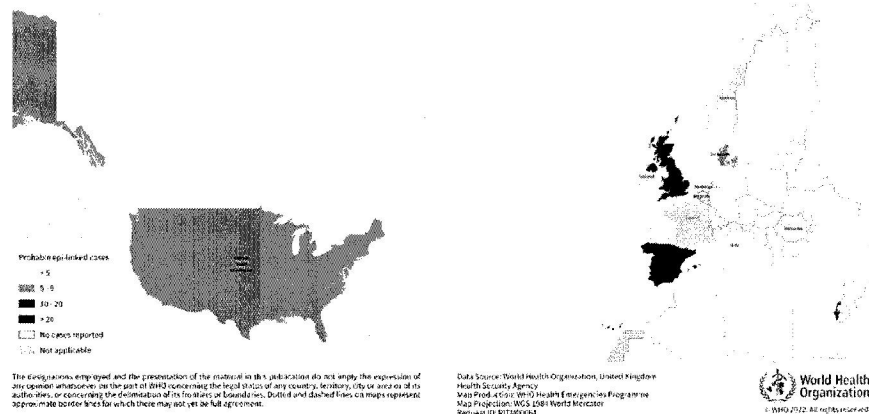 Probable epi-linked cases
< 5
5 - 9
10 - 20
> 20
No cases reported
Not applicable
The designations employed and the presentation of the material in this publication do not imply the expression of
any opinion whatsoever on the part of WHO concerning the legal status of any country, territory, city or area or of its
authorities, or concerning the delimitation of its frontiers or boundaries. Dotted and dashed lines on maps represent
approximate border lines for which there may not yet be full agreement.
Data Source: World Health Organization, United Kingdom
Health Security Agency
Map Production: WHO Health Emergencies Programme
Map Projection: WGS 1984 World Mercator
Request ID:
World Health
Organization
© WHO 2022. All rights reserved